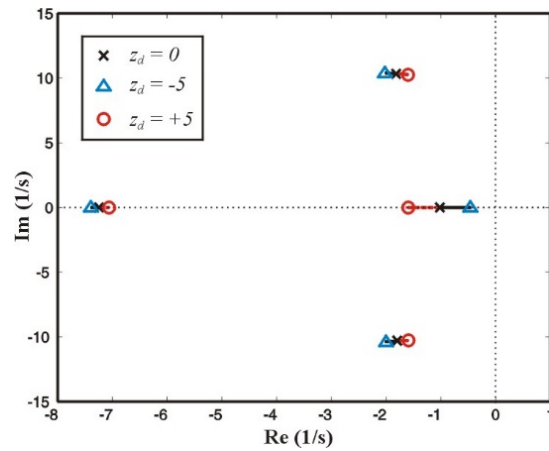 15
10
5
0
-5
-10
-15
Im (1/s)
z_d = 0
z_d = -5
z_d = +5
-8 -7 -6 -5 -4 -3 -2 -1 0 1
Re (1/s)